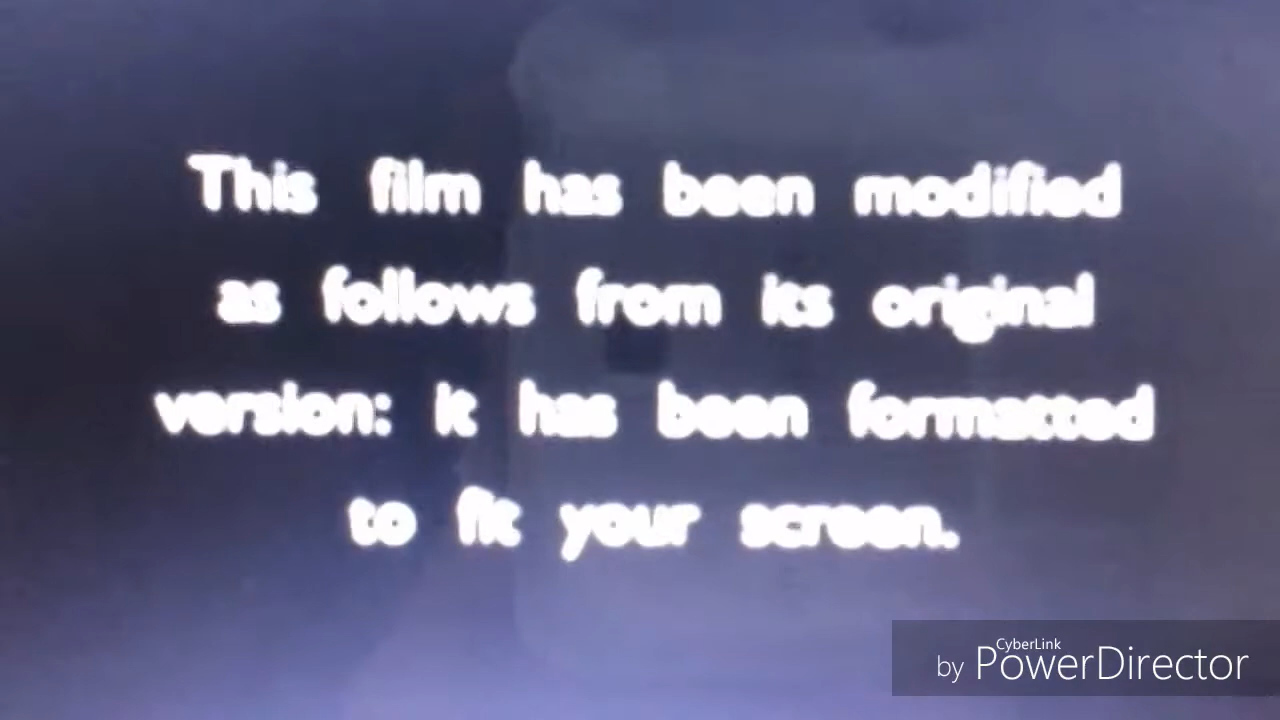 This film has been modified
as follows from its original
version: it has been formatted
to fit your screen.
CyberLink
by PowerDirector